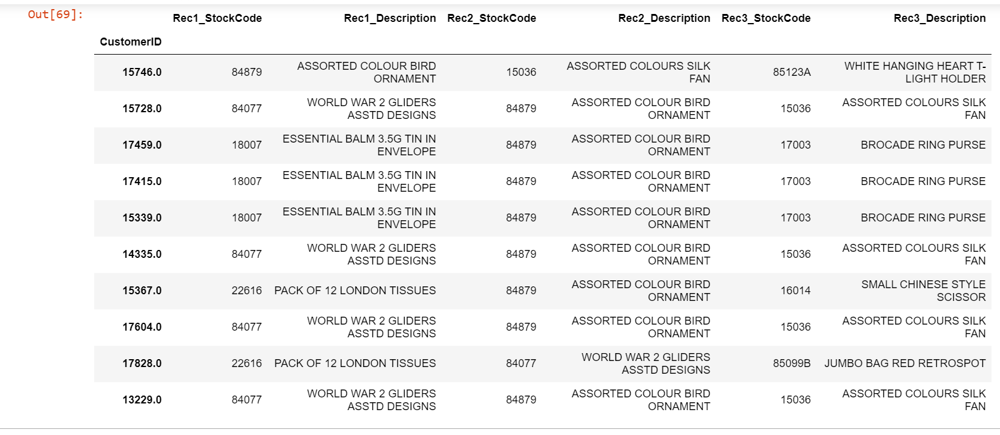 Out[69]:
Rec1_StockCode Rec1_Description Rec2_StockCode Rec2_Description Rec3_StockCode Rec3_Description
CustomerID
15746.0 84879 ASSORTED COLOUR BIRD ORNAMENT 15036 ASSORTED COLOURS SILK FAN 85123A WHITE HANGING HEART T-LIGHT HOLDER
15728.0 84077 WORLD WAR 2 GLIDERS ASSTD DESIGNS 84879 ASSORTED COLOUR BIRD ORNAMENT 15036 ASSORTED COLOURS SILK FAN
17459.0 18007 ESSENTIAL BALM 3.5G TIN IN ENVELOPE 84879 ASSORTED COLOUR BIRD ORNAMENT 17003 BROCADE RING PURSE
17415.0 18007 ESSENTIAL BALM 3.5G TIN IN ENVELOPE 84879 ASSORTED COLOUR BIRD ORNAMENT 17003 BROCADE RING PURSE
15339.0 18007 ESSENTIAL BALM 3.5G TIN IN ENVELOPE 84879 ASSORTED COLOUR BIRD ORNAMENT 17003 BROCADE RING PURSE
14335.0 84077 WORLD WAR 2 GLIDERS ASSTD DESIGNS 84879 ASSORTED COLOUR BIRD ORNAMENT 15036 ASSORTED COLOURS SILK FAN
15367.0 22616 PACK OF 12 LONDON TISSUES 84879 ASSORTED COLOUR BIRD ORNAMENT 16014 SMALL CHINESE STYLE SCISSOR
17604.0 84077 WORLD WAR 2 GLIDERS ASSTD DESIGNS 84879 ASSORTED COLOUR BIRD ORNAMENT 15036 ASSORTED COLOURS SILK FAN
17828.0 22616 PACK OF 12 LONDON TISSUES 84077 WORLD WAR 2 GLIDERS ASSTD DESIGNS 85099B JUMBO BAG RED RETROSPOT
13229.0 84077 WORLD WAR 2 GLIDERS ASSTD DESIGNS 84879 ASSORTED COLOUR BIRD ORNAMENT 15036 ASSORTED COLOURS SILK FAN